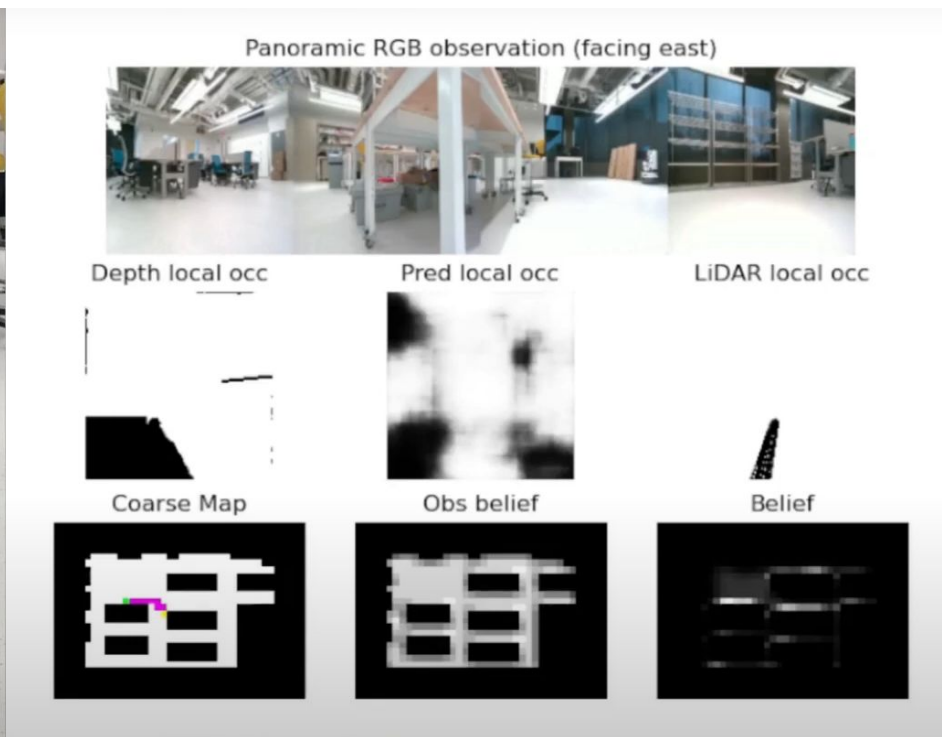 Panoramic RGB observation (facing east)
Depth local occ
Pred local occ
LiDAR local occ
Coarse Map
Obs belief
Belief